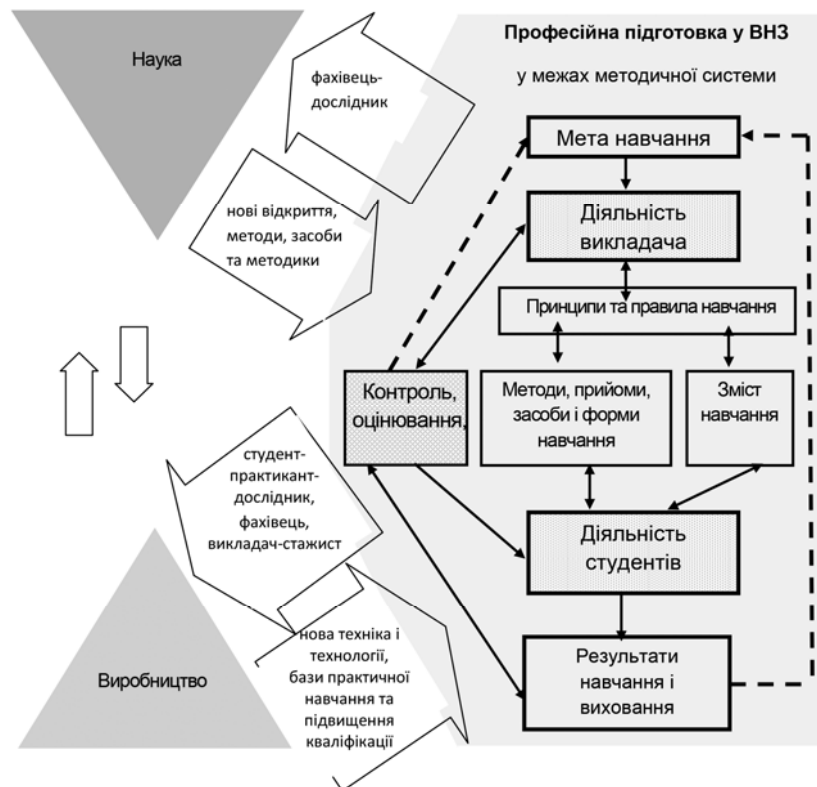 Наука
фахівець-
дослідник
нові відкриття,
методи, засоби
та методики
Професійна підготовка у ВНЗ
у межах методичної системи
Мета навчання
Діяльність
викладача
Принципи та правила навчання
Контроль,
оцінювання,
Методи, прийоми,
засоби і форми
навчання
Зміст
навчання
студент-
практикант-
дослідник,
фахівець,
викладач-стажист
Діяльність
студентів
Виробництво
нова техніка і
технології,
бази практичної
навчання та
підвищення
кваліфікації
Результати
навчання і
виховання